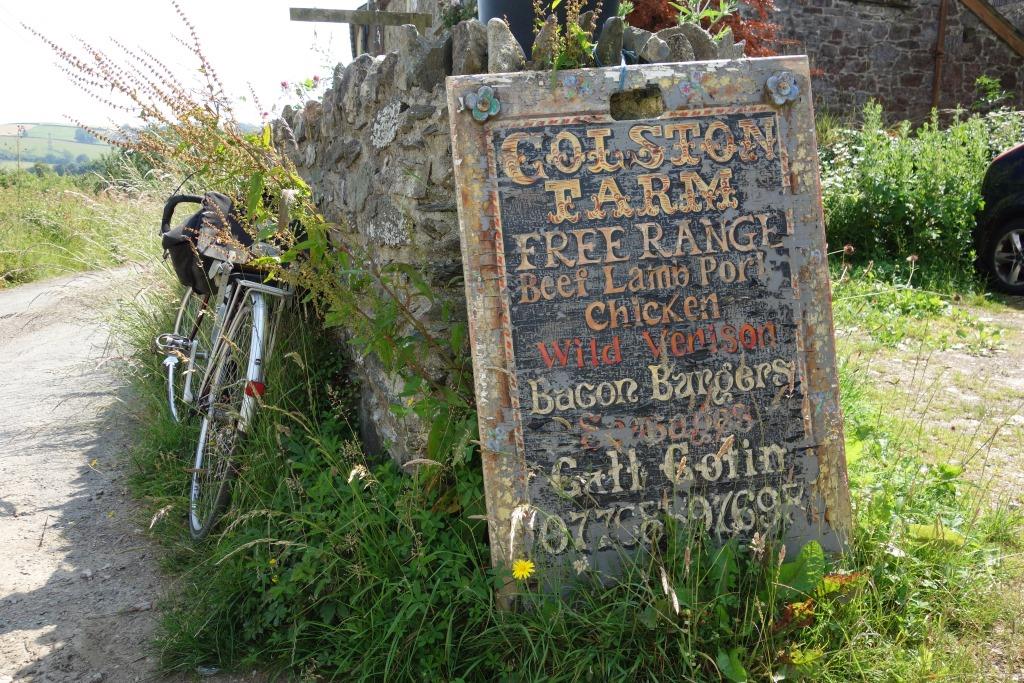 COLSTON
FARM
FREE RANGE
Beef Lamb Pork
Chicken
Wild Venison
Bacon Burgers
Sausages
Call Colin